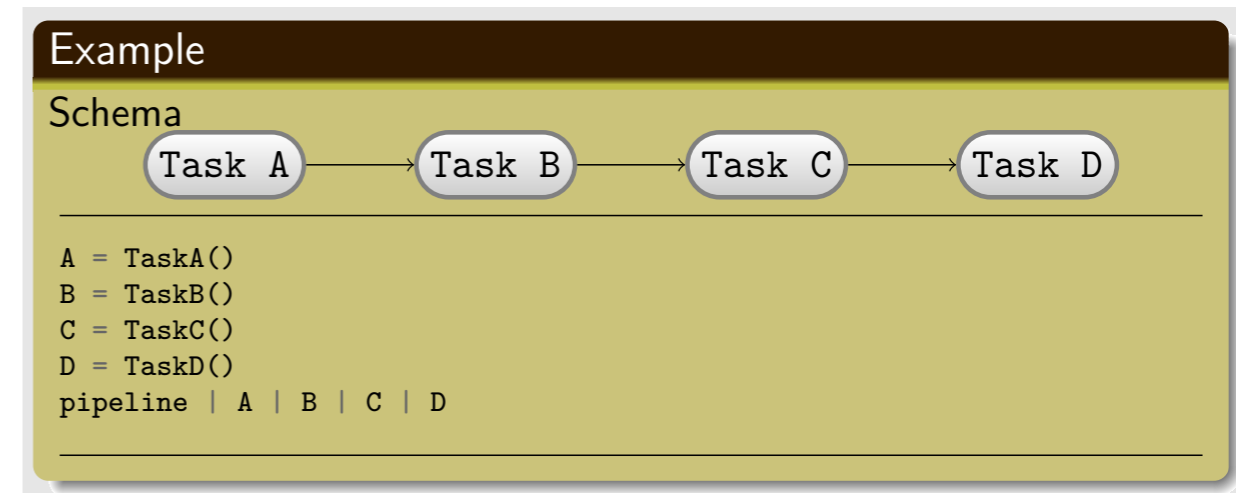 Example
Schema
Task A Task B Task C Task D
A = TaskA()
B = TaskB()
C = TaskC()
D = TaskD()
pipeline | A | B | C | D